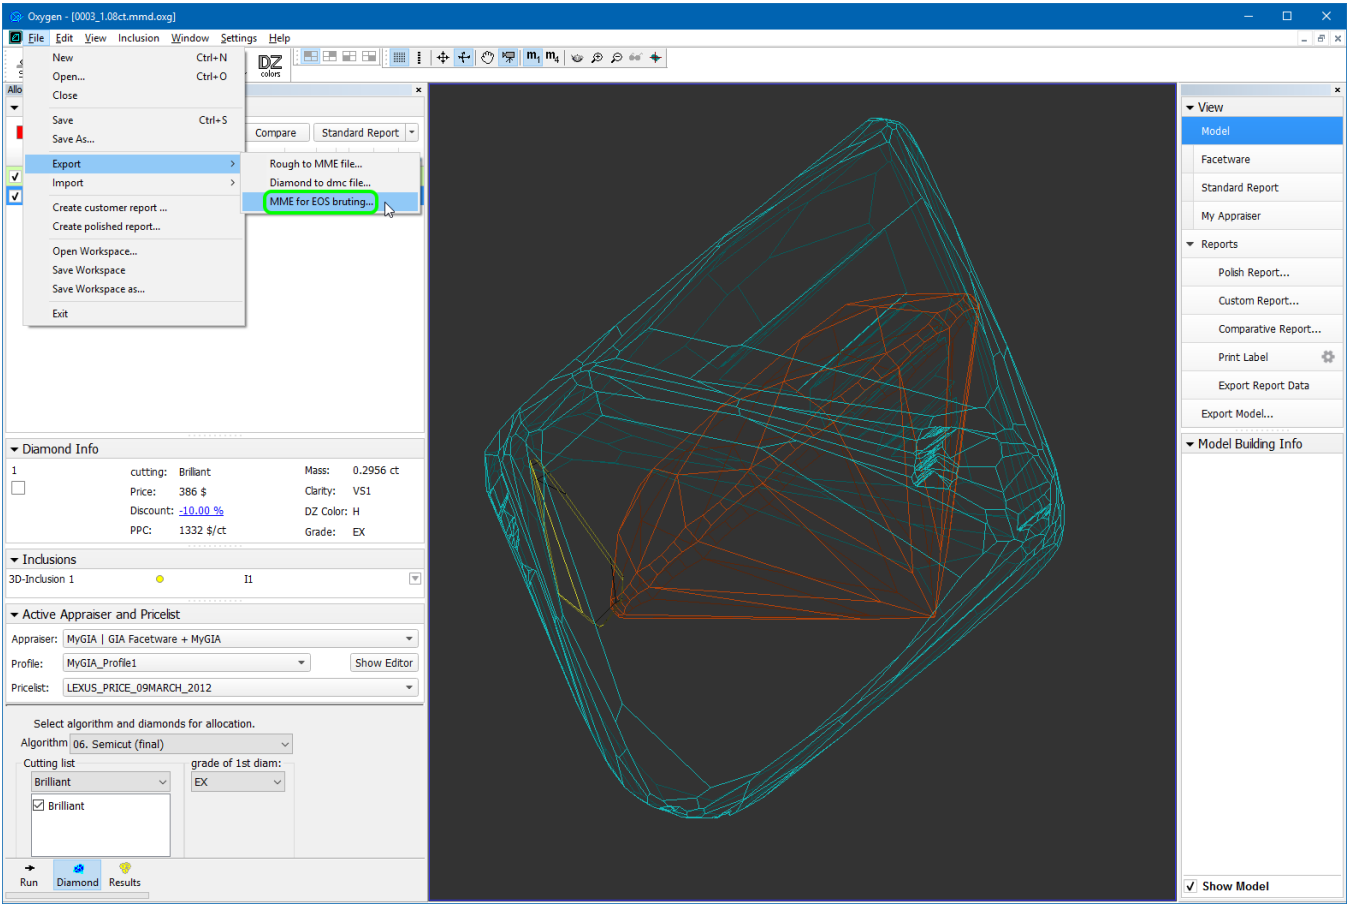 Oxygen - [0003_1.08ct.mmd.oxg]
File Edit View Inclusion Window Settings Help
New Ctrl+N
Open... Ctrl+O
Close
Save Ctrl+S
Save As...
Export
Import
Create customer report ...
Create polished report...
Open Workspace...
Save Workspace
Save Workspace as...
Exit
Rough to MME file...
Diamond to dmc file...
MME for EOS bruting...
DZ
colors
m1 m4
Allo
Compare Standard Report
Diamond Info
1 cutting: Brilliant Mass: 0.2956 ct
Price: 386 $ Clarity: VS1
Discount: -10.00 % DZ Color: H
PPC: 1332 $/ct Grade: EX
Inclusions
3D-Inclusion 1 I1
Active Appraiser and Pricelist
Appraiser: MyGIA | GIA Facetware + MyGIA
Profile: MyGIA_Profile1 Show Editor
Pricelist: LEXUS_PRICE_09MARCH_2012
Select algorithm and diamonds for allocation.
Algorithm 06. Semicut (final)
Cutting list grade of 1st diam:
Brilliant EX
Brilliant
Run Diamond Results
View
Model
Facetware
Standard Report
My Appraiser
Reports
Polish Report...
Custom Report...
Comparative Report...
Print Label
Export Report Data
Export Model...
Model Building Info
Show Model